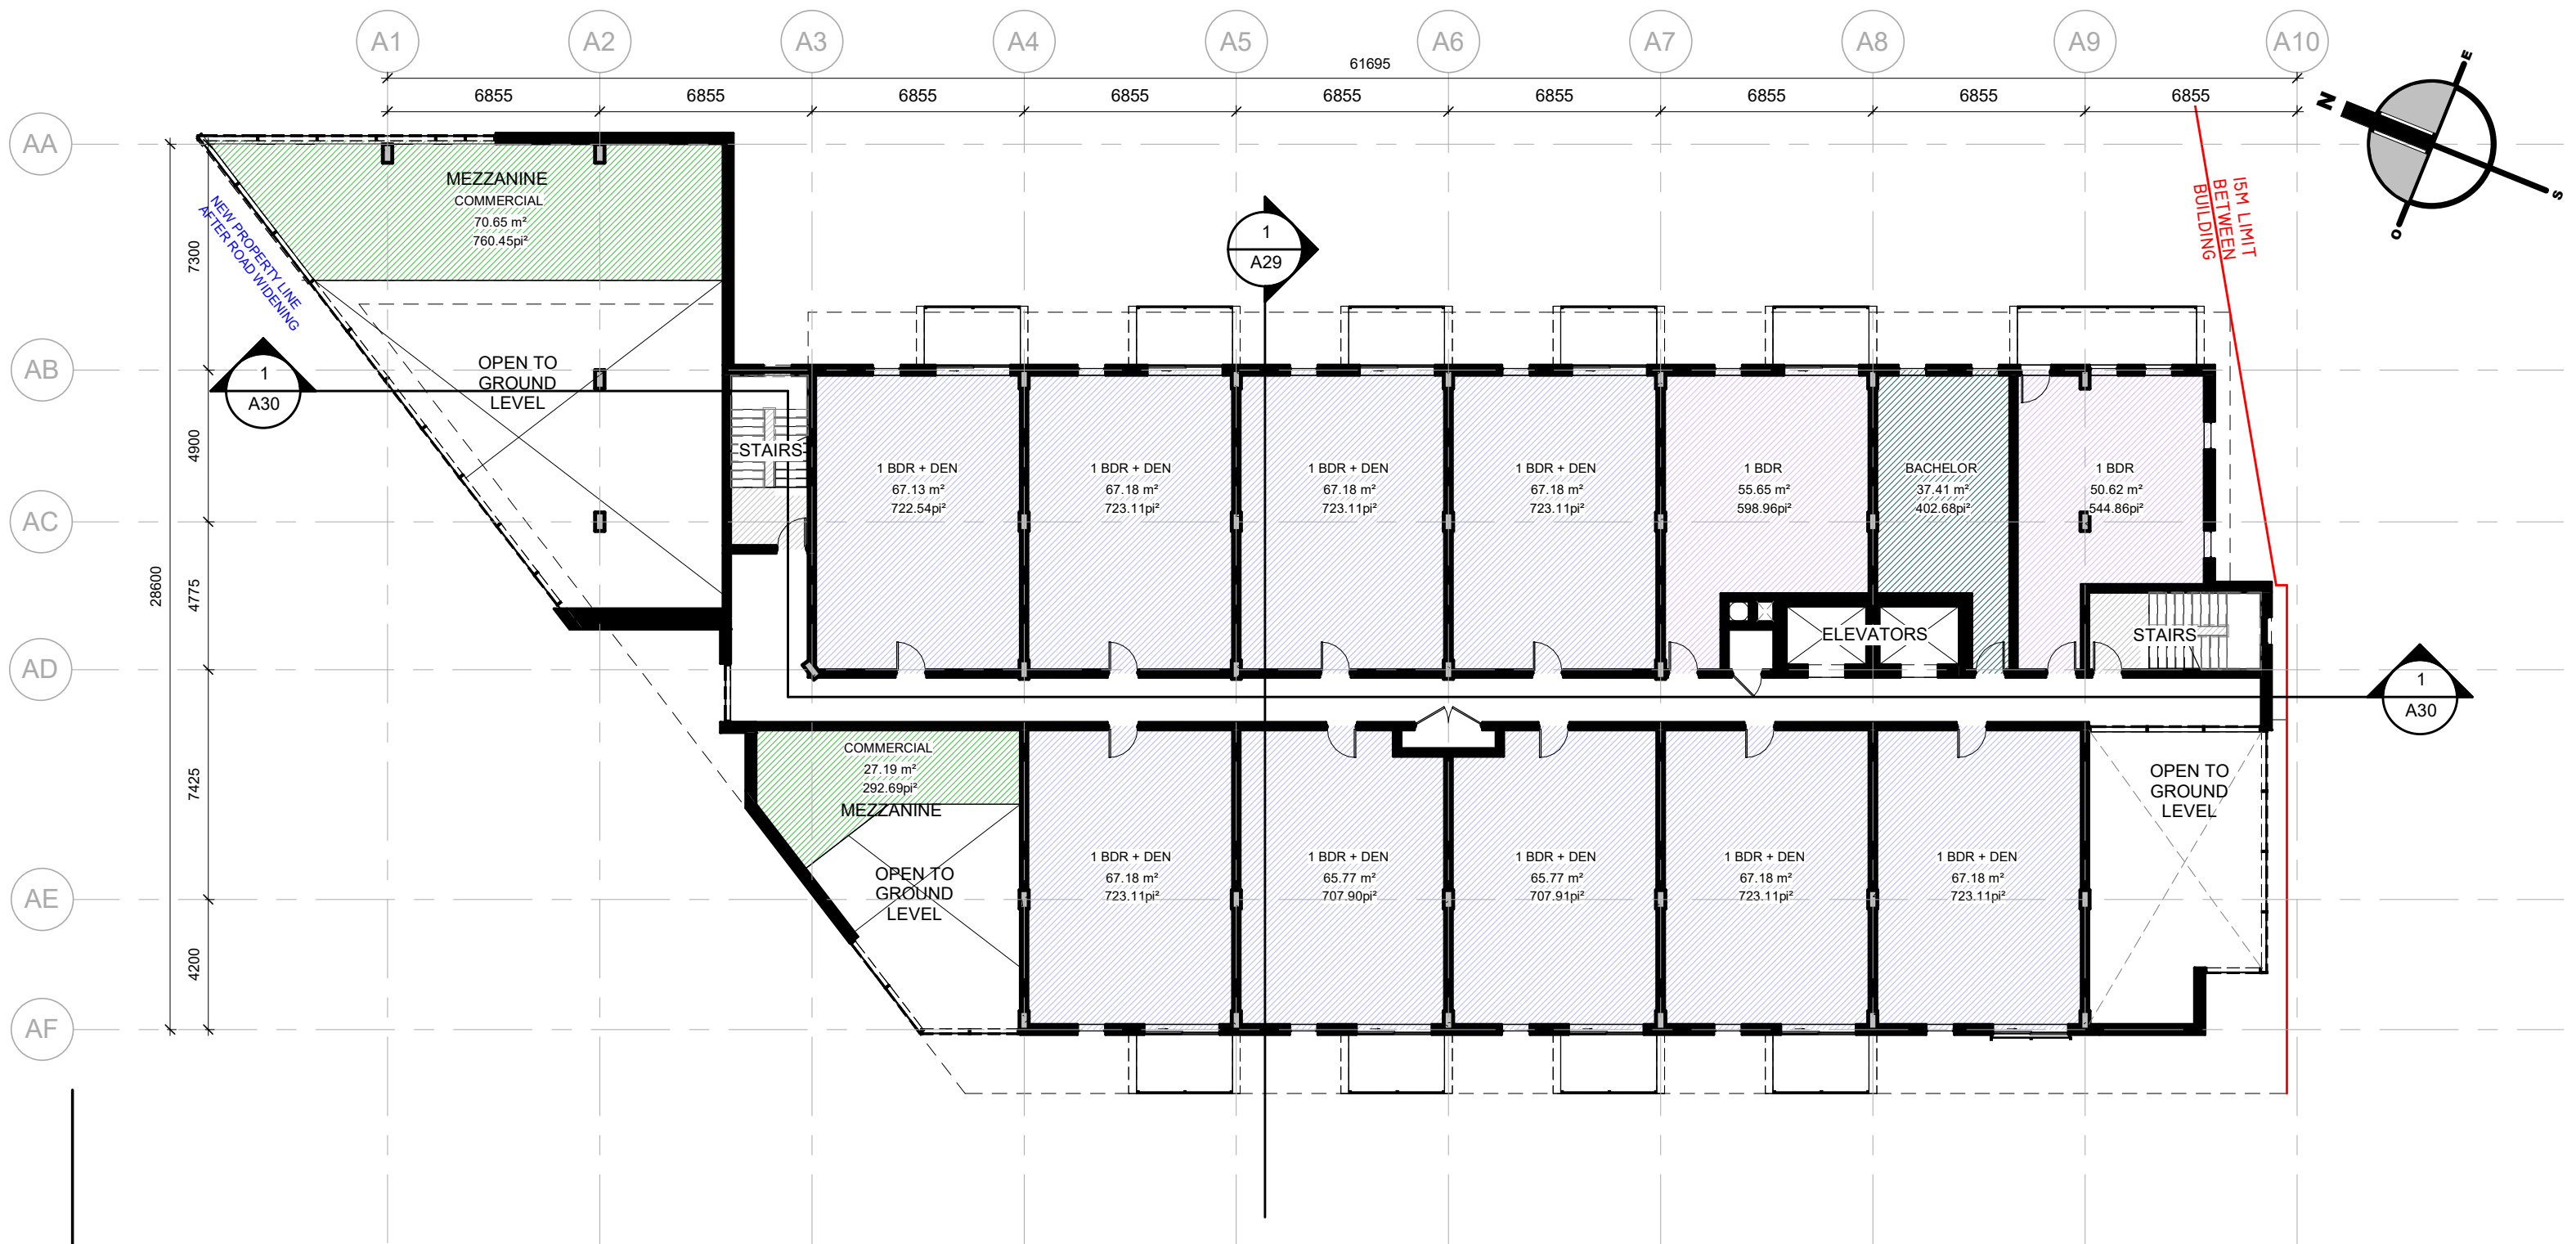 A1 A2 A3 A4 A5 A6 A7 A8 A9 A10
61695
6855 6855 6855 6855 6855 6855 6855 6855 6855
N
E
S
O
AA
AB
AC
AD
AE
AF
28600
7300
4900
4775
7425
4200
NEW PROPERTY LINE
AFTER ROAD WIDENING
15M LIMIT
BETWEEN
BUILDING
MEZZANINE
COMMERCIAL
70.65 m²
760.45pi²
1
A29
1
A30
OPEN TO
GROUND
LEVEL
STAIRS
1 BDR + DEN
67.13 m²
722.54pi²
1 BDR + DEN
67.18 m²
723.11pi²
1 BDR + DEN
67.18 m²
723.11pi²
1 BDR + DEN
67.18 m²
723.11pi²
1 BDR
55.65 m²
598.96pi²
BACHELOR
37.41 m²
402.68pi²
1 BDR
50.62 m²
544.86pi²
ELEVATORS
STAIRS
1
A30
COMMERCIAL
27.19 m²
292.69pi²
MEZZANINE
OPEN TO
GROUND
LEVEL
1 BDR + DEN
67.18 m²
723.11pi²
1 BDR + DEN
65.77 m²
707.90pi²
1 BDR + DEN
65.77 m²
707.91pi²
1 BDR + DEN
67.18 m²
723.11pi²
1 BDR + DEN
67.18 m²
723.11pi²
OPEN TO
GROUND
LEVEL